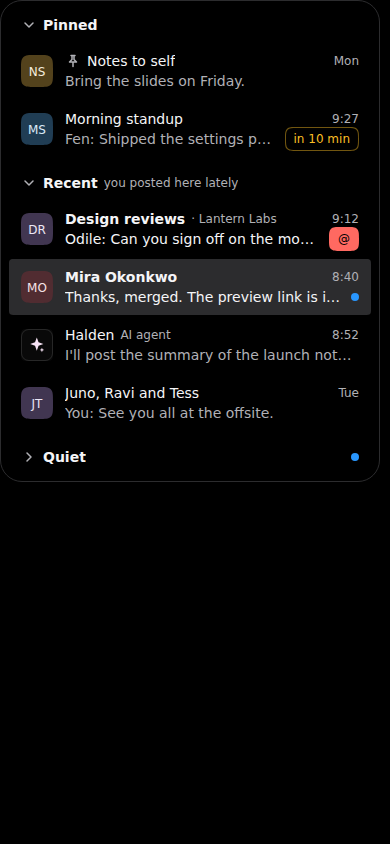 Pinned
NS Notes to self Mon
Bring the slides on Friday.
MS Morning standup 9:27
Fen: Shipped the settings p... in 10 min
Recent you posted here lately
DR Design reviews · Lantern Labs 9:12
Odile: Can you sign off on the mo... @
MO Mira Okonkwo 8:40
Thanks, merged. The preview link is i...
Halden AI agent 8:52
I'll post the summary of the launch not...
JT Juno, Ravi and Tess Tue
You: See you all at the offsite.
Quiet